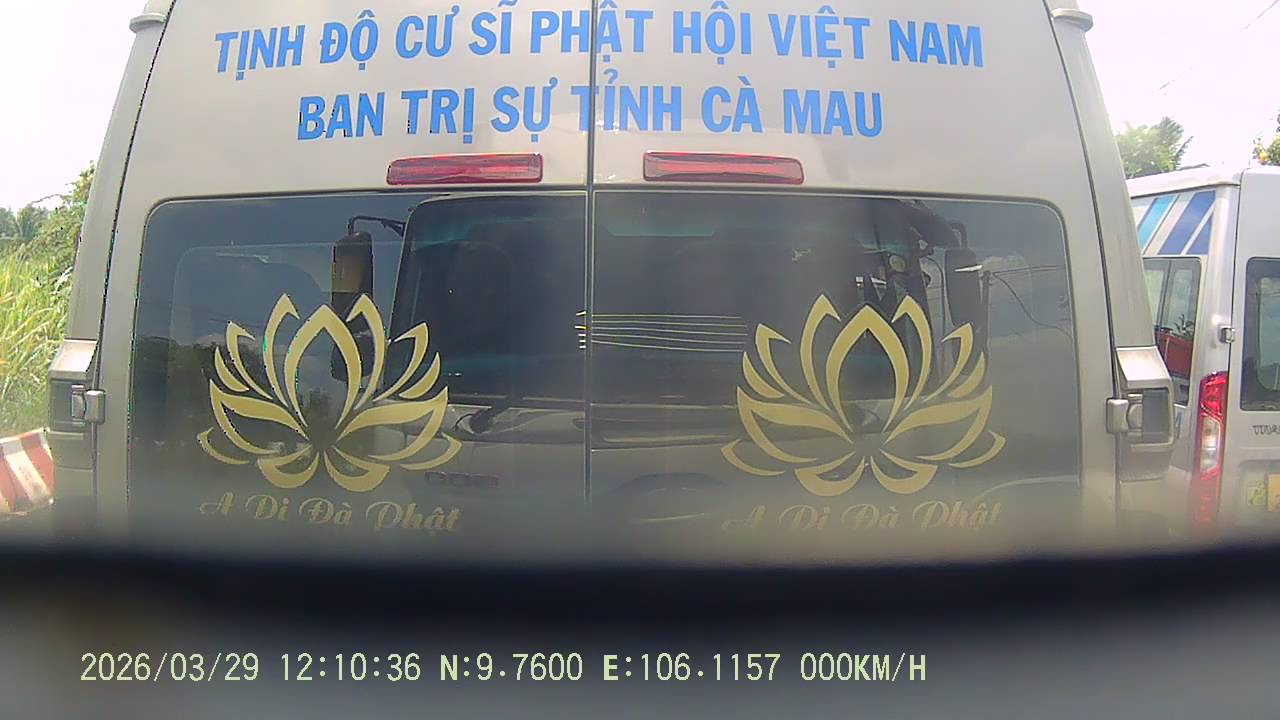 TỊNH ĐỘ CƯ SĨ PHẬT HỘI VIỆT NAM
BAN TRỊ SỰ TỈNH CÀ MAU
A Di Đà Phật
A Di Đà Phật
2026/03/29 12:10:36 N:9.7600 E:106.1157 000KM/H